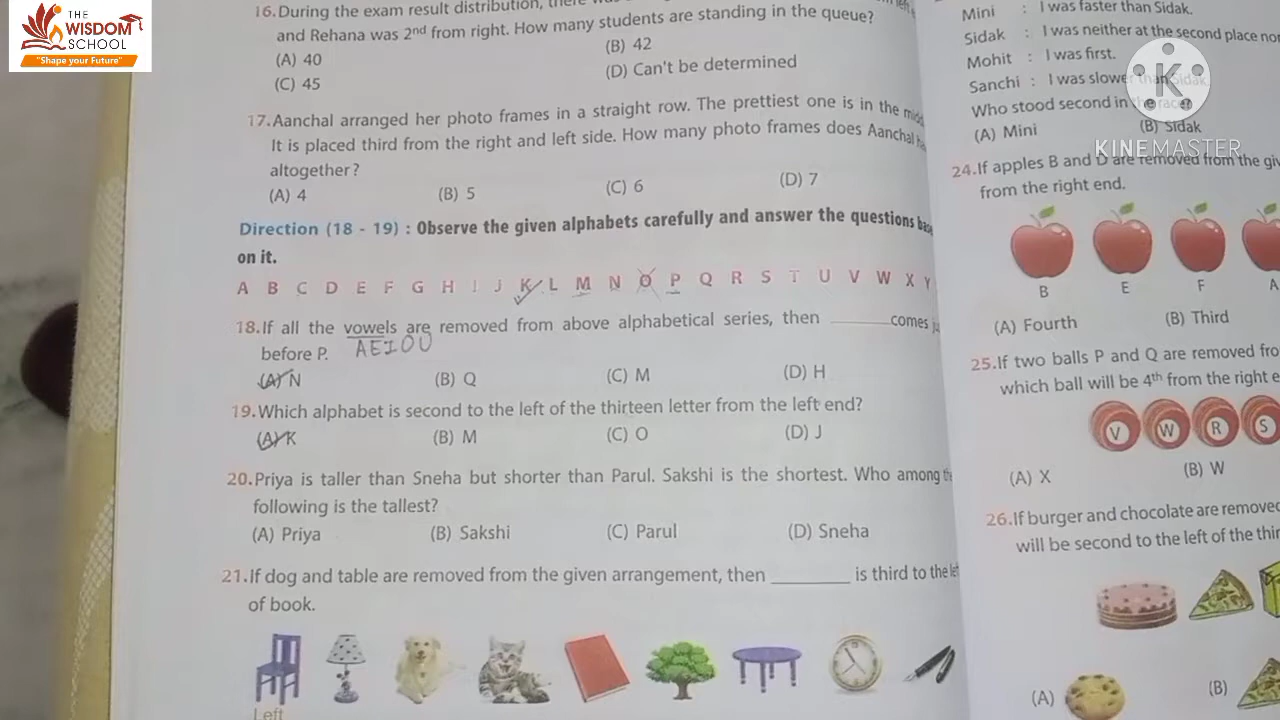 THE
WISDOM
SCHOOL
"Shape your Future"
16. During the exam result distribution,
and Rehana was 2nd from right. How many students are standing in the queue?
(A) 40 (B) 42
(C) 45 (D) Can't be determined
17. Aanchal arranged her photo frames in a straight row. The prettiest one is in the
It is placed third from the right and left side. How many photo frames does Aanchal
altogether?
(A) 4 (B) 5 (C) 6 (D) 7
Direction (18 - 19) : Observe the given alphabets carefully and answer the questions
on it.
A B C D E F G H I J K L M N O P Q R S T U V W X Y
18. If all the vowels are removed from above alphabetical series, then ______ comes
before P. AEIOU
(A) N (B) Q (C) M (D) H
19. Which alphabet is second to the left of the thirteen letter from the left end?
(A) K (B) M (C) O (D) J
20. Priya is taller than Sneha but shorter than Parul. Sakshi is the shortest. Who among
following is the tallest?
(A) Priya (B) Sakshi (C) Parul (D) Sneha
21. If dog and table are removed from the given arrangement, then ________ is third to the
of book.
Left
Mini : I was faster than Sidak.
Sidak : I was neither at the second place
Mohit : I was first.
Sanchi : I was slower than Sidak
Who stood second in the race?
(A) Mini (B) Sidak
K
KINEMASTER
24. If apples B and D are removed from the
from the right end.
B E F A
(A) Fourth (B) Third
25. If two balls P and Q are removed
which ball will be 4th from the right
V W R S
(A) X (B) W
26. If burger and chocolate are removed
will be second to the left of the
(A) (B)